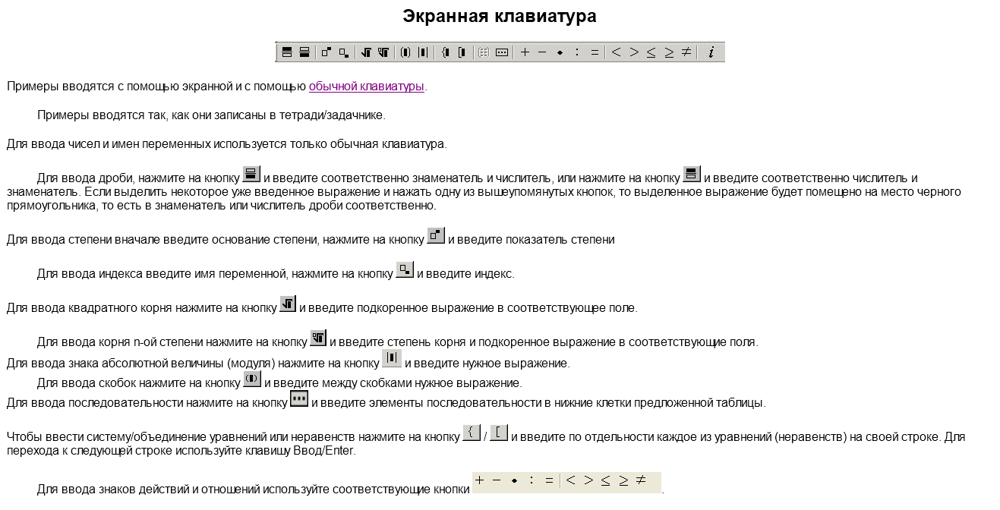 Экранная клавиатура
+ − • : = < > ≤ ≥ ≠ i
Примеры вводятся с помощью экранной и с помощью обычной клавиатуры.
Примеры вводятся так, как они записаны в тетради/задачнике.
Для ввода чисел и имен переменных используется только обычная клавиатура.
Для ввода дроби, нажмите на кнопку и введите соответственно знаменатель и числитель, или нажмите на кнопку и введите соответственно числитель и
знаменатель. Если выделить некоторое уже введенное выражение и нажать одну из вышеупомянутых кнопок, то выделенное выражение будет помещено на место черного
прямоугольника, то есть в знаменатель или числитель дроби соответственно.
Для ввода степени вначале введите основание степени, нажмите на кнопку и введите показатель степени
Для ввода индекса введите имя переменной, нажмите на кнопку и введите индекс.
Для ввода квадратного корня нажмите на кнопку и введите подкоренное выражение в соответствующее поле.
Для ввода корня n-ой степени нажмите на кнопку и введите степень корня и подкоренное выражение в соответствующие поля.
Для ввода знака абсолютной величины (модуля) нажмите на кнопку и введите нужное выражение.
Для ввода скобок нажмите на кнопку и введите между скобками нужное выражение.
Для ввода последовательности нажмите на кнопку и введите элементы последовательности в нижние клетки предложенной таблицы.
Чтобы ввести систему/объединение уравнений или неравенств нажмите на кнопку { / [ и введите по отдельности каждое из уравнений (неравенств) на своей строке. Для
перехода к следующей строке используйте клавишу Ввод/Enter.
Для ввода знаков действий и отношений используйте соответствующие кнопки + − • : = < > ≤ ≥ ≠ .